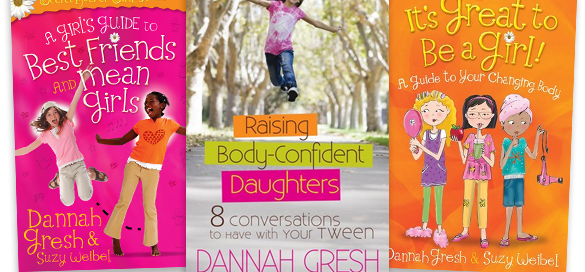 A GIRL'S GUIDE TO
Best Friends
AND mean
girls
Dannah
Gresh &
Suzy Weibel
Raising
Body-Confident
Daughters
8 conversations
to have with your tween
DANNAH GRESH
It's Great to
Be a girl!
A Guide to Your Changing Body
Dannah Gresh & Suzy Weibel